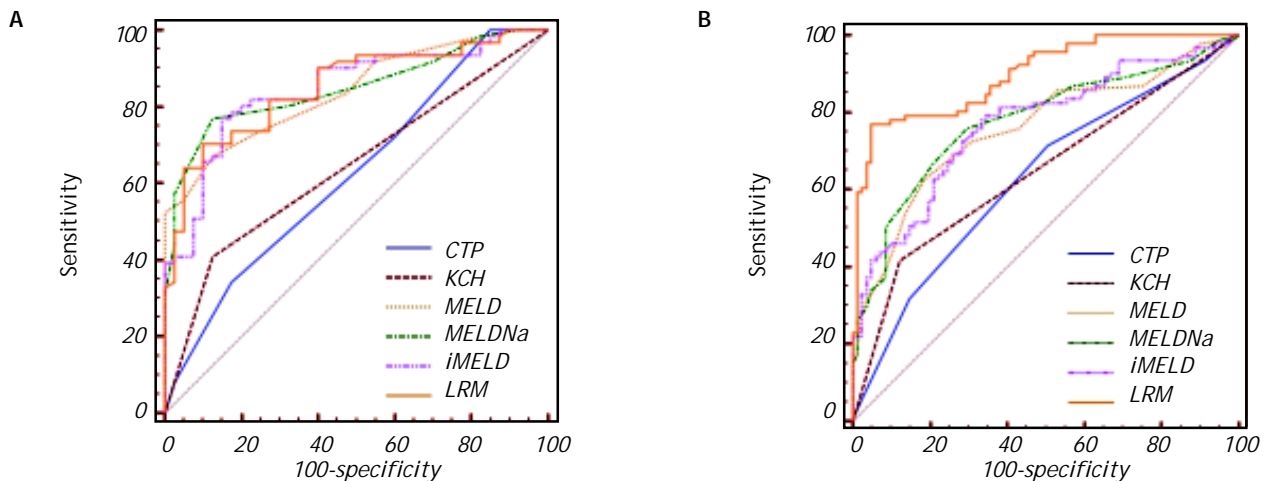 A
100
80
60
40
20
0
Sensitivity
CTP
KCH
MELD
MELDNa
iMELD
LRM
0 20 40 60 80 100
100-specificity
B
100
80
60
40
20
0
Sensitivity
CTP
KCH
MELD
MELDNa
iMELD
LRM
0 20 40 60 80 100
100-specificity